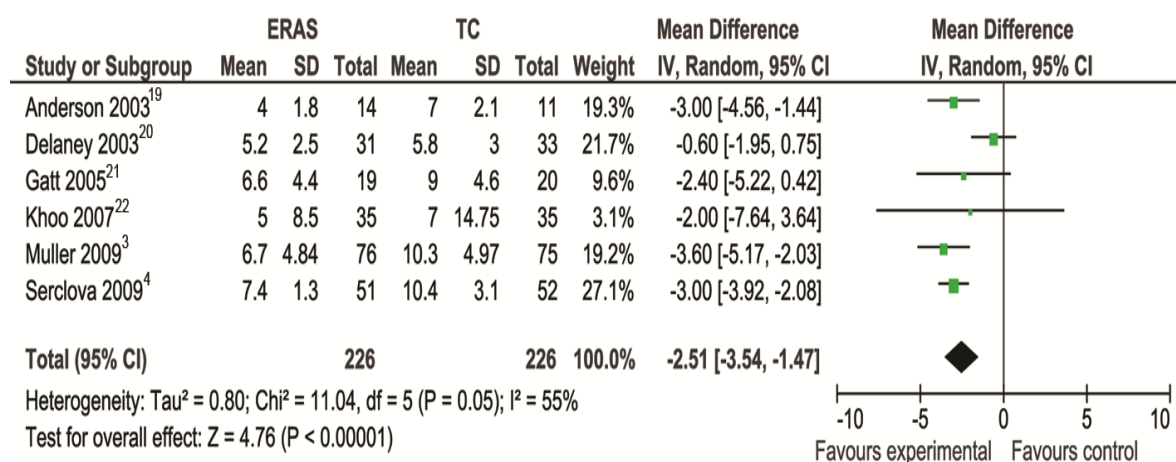 ERAS TC Mean Difference Mean Difference
Study or Subgroup Mean SD Total Mean SD Total Weight IV, Random, 95% CI IV, Random, 95% CI
Anderson 2003¹⁹ 4 1.8 14 7 2.1 11 19.3% -3.00 [-4.56, -1.44]
Delaney 2003²⁰ 5.2 2.5 31 5.8 3 33 21.7% -0.60 [-1.95, 0.75]
Gatt 2005²¹ 6.6 4.4 19 9 4.6 20 9.6% -2.40 [-5.22, 0.42]
Khoo 2007²² 5 8.5 35 7 14.75 35 3.1% -2.00 [-7.64, 3.64]
Muller 2009³ 6.7 4.84 76 10.3 4.97 75 19.2% -3.60 [-5.17, -2.03]
Serclova 2009⁴ 7.4 1.3 51 10.4 3.1 52 27.1% -3.00 [-3.92, -2.08]
Total (95% CI) 226 226 100.0% -2.51 [-3.54, -1.47]
Heterogeneity: Tau² = 0.80; Chi² = 11.04, df = 5 (P = 0.05); I² = 55%
Test for overall effect: Z = 4.76 (P < 0.00001)
-10 -5 0 5 10
Favours experimental Favours control